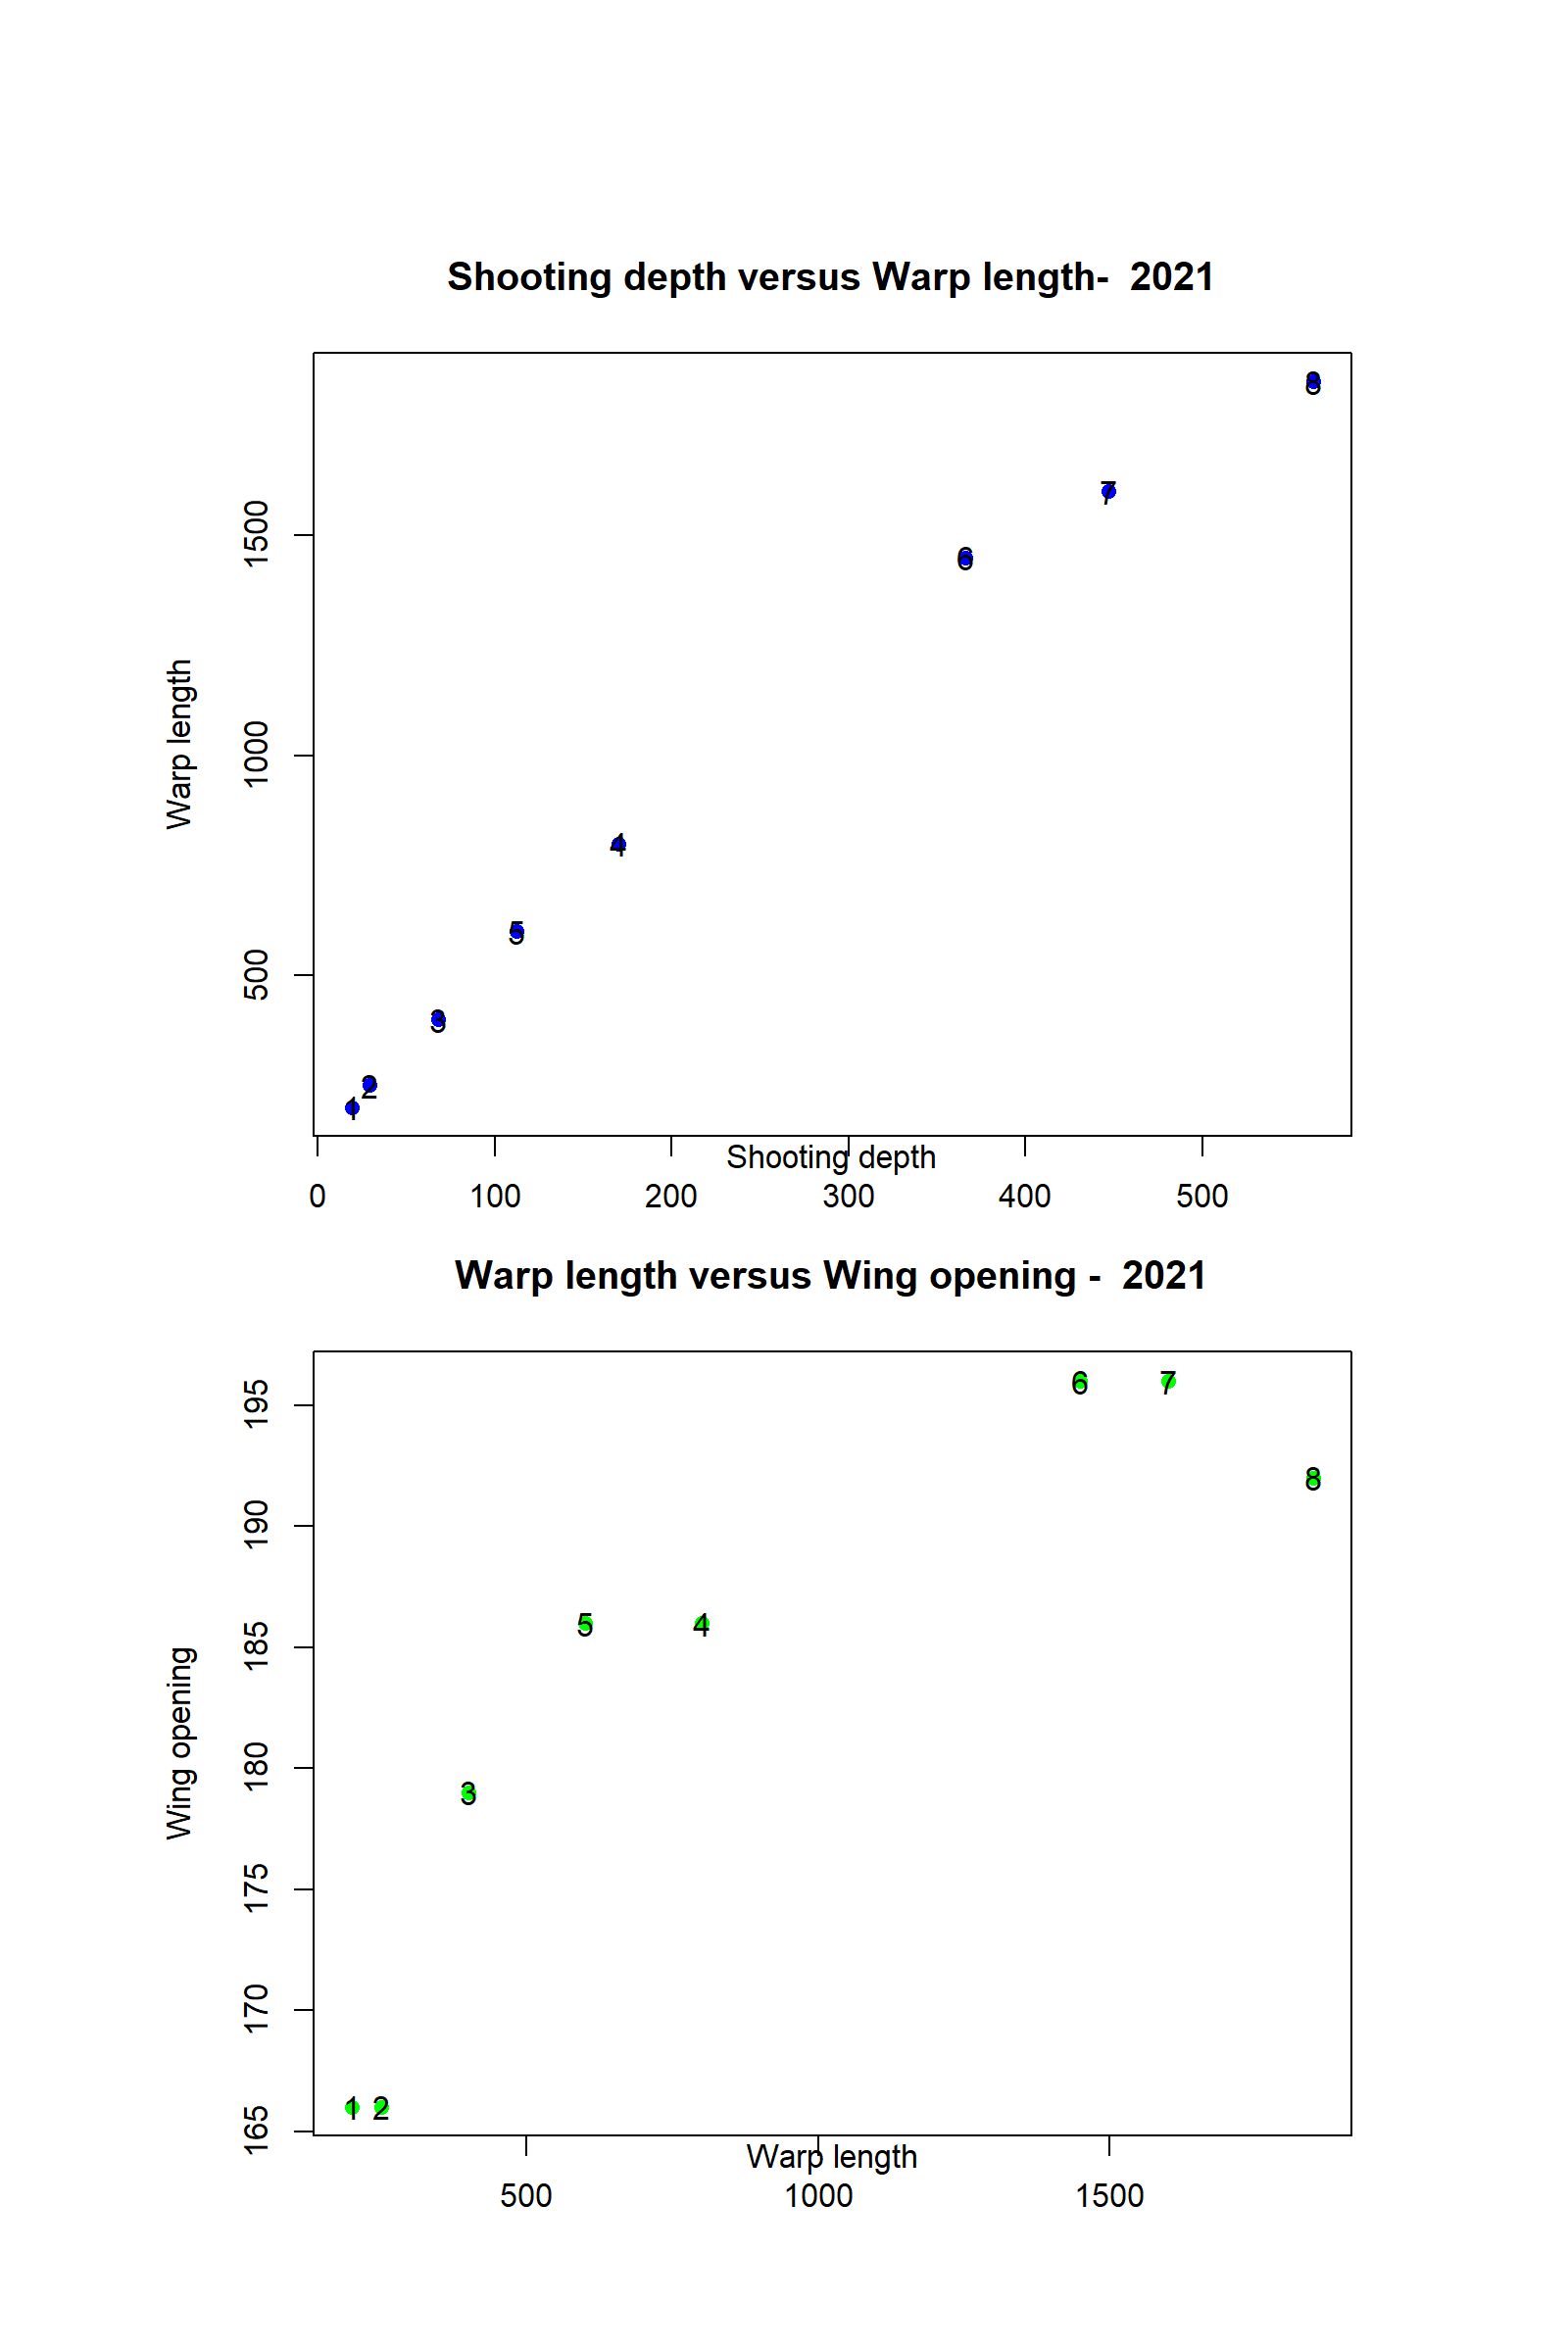 Shooting depth versus Warp length-  2021
8
7
1500
6
Warp length
1000
4
5
500
3
2
1
Shooting depth
0 100 200 300 400 500
Warp length versus Wing opening -  2021
195
6 7
8
190
5 4
185
Wing opening
180
3
175
170
1 2
165
Warp length
500 1000 1500